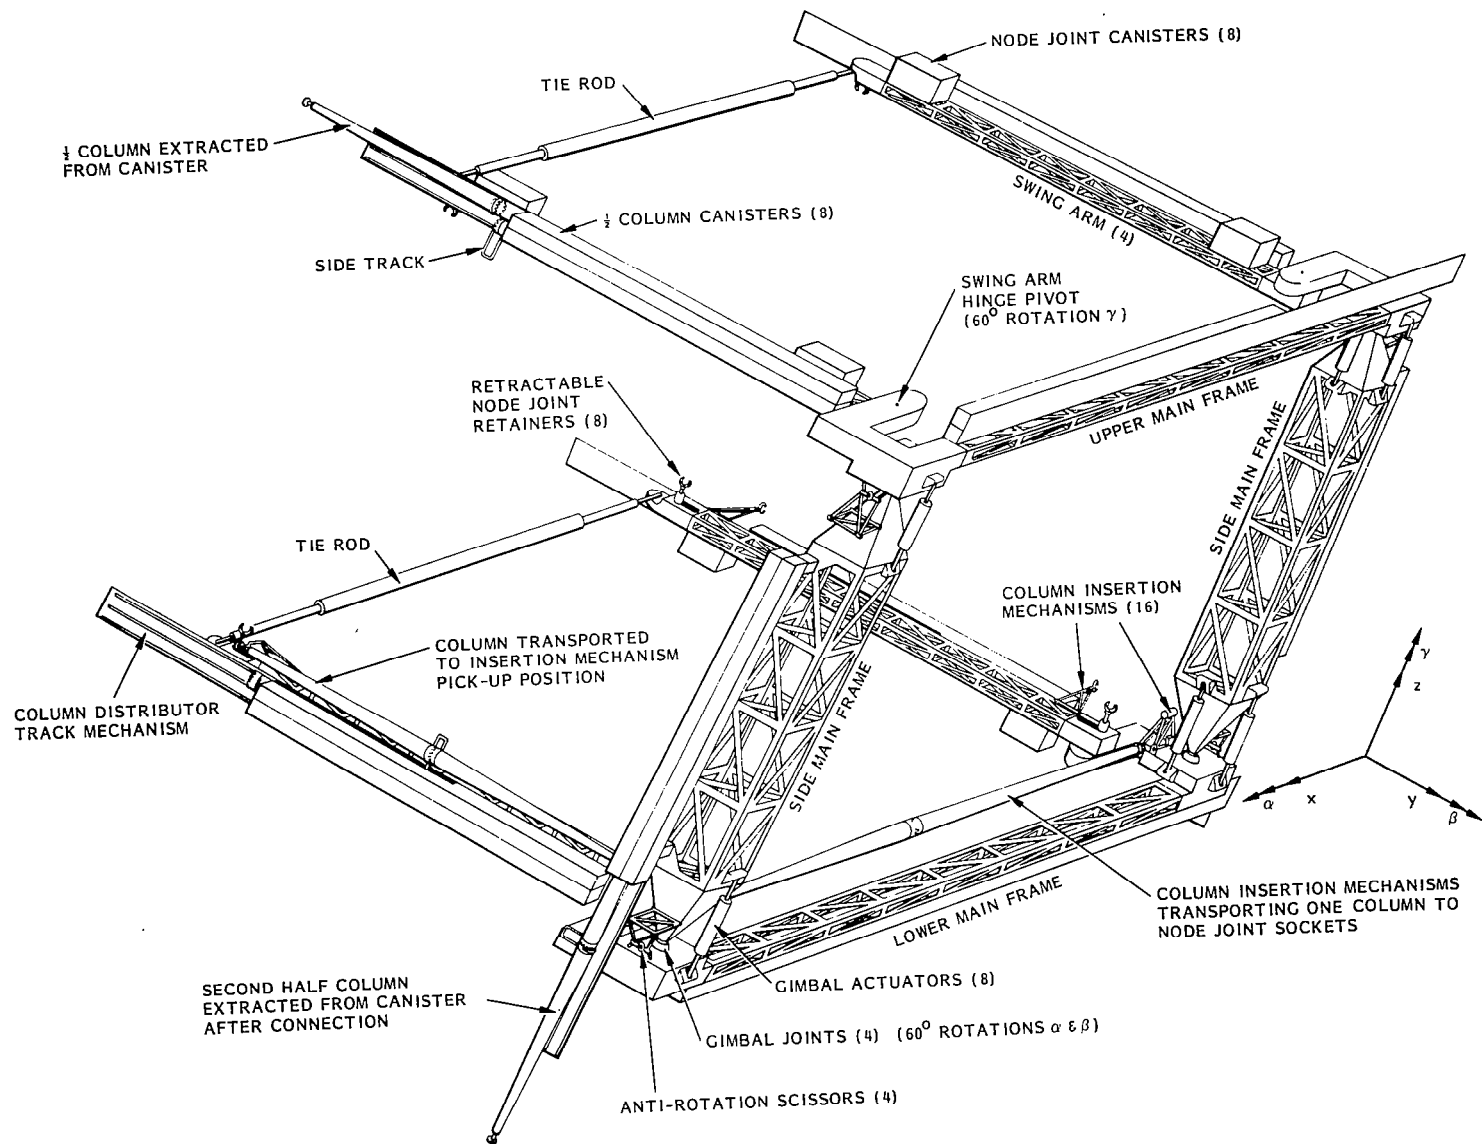 NODE JOINT CANISTERS (8)
TIE ROD
½ COLUMN EXTRACTED
FROM CANISTER
SWING ARM (4)
½ COLUMN CANISTERS (8)
SIDE TRACK
SWING ARM
HINGE PIVOT
(60° ROTATION γ)
RETRACTABLE
NODE JOINT
RETAINERS (8)
UPPER MAIN FRAME
SIDE MAIN FRAME
TIE ROD
COLUMN INSERTION
MECHANISMS (16)
COLUMN TRANSPORTED
TO INSERTION MECHANISM
PICK-UP POSITION
COLUMN DISTRIBUTOR
TRACK MECHANISM
SIDE MAIN FRAME
γ
z
α
x
y
β
COLUMN INSERTION MECHANISMS
TRANSPORTING ONE COLUMN TO
NODE JOINT SOCKETS
LOWER MAIN FRAME
GIMBAL ACTUATORS (8)
SECOND HALF COLUMN
EXTRACTED FROM CANISTER
AFTER CONNECTION
GIMBAL JOINTS (4) (60° ROTATIONS α & β)
ANTI-ROTATION SCISSORS (4)